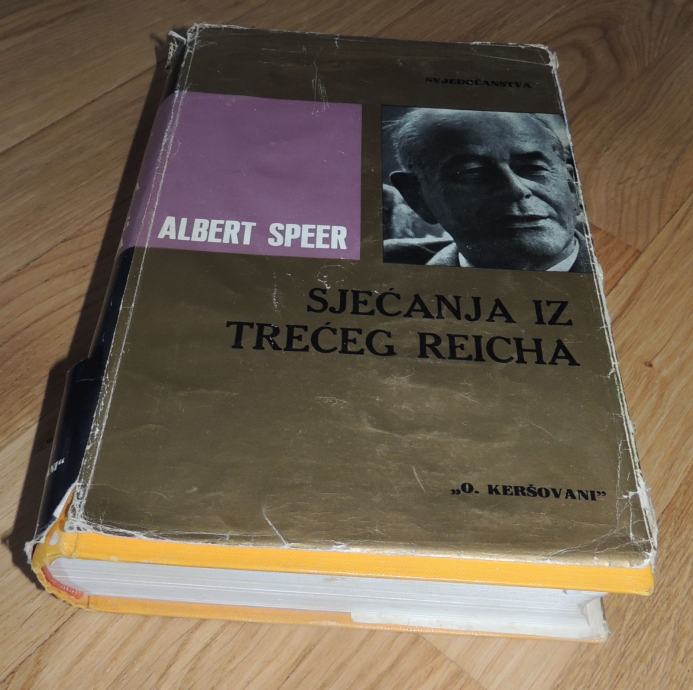 SVJEDOČANSTVA
ALBERT SPEER
SJEĆANJA IZ
TREĆEG REICHA
„O. KERŠOVANI”